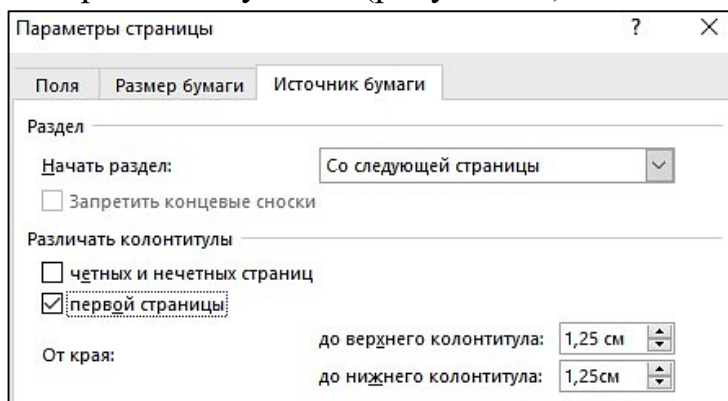 Параметры страницы ? ×
Поля Размер бумаги Источник бумаги
Раздел
Начать раздел: Со следующей страницы
Запретить концевые сноски
Различать колонтитулы
четных и нечетных страниц
первой страницы
От края:
до верхнего колонтитула: 1,25 см
до нижнего колонтитула: 1,25см